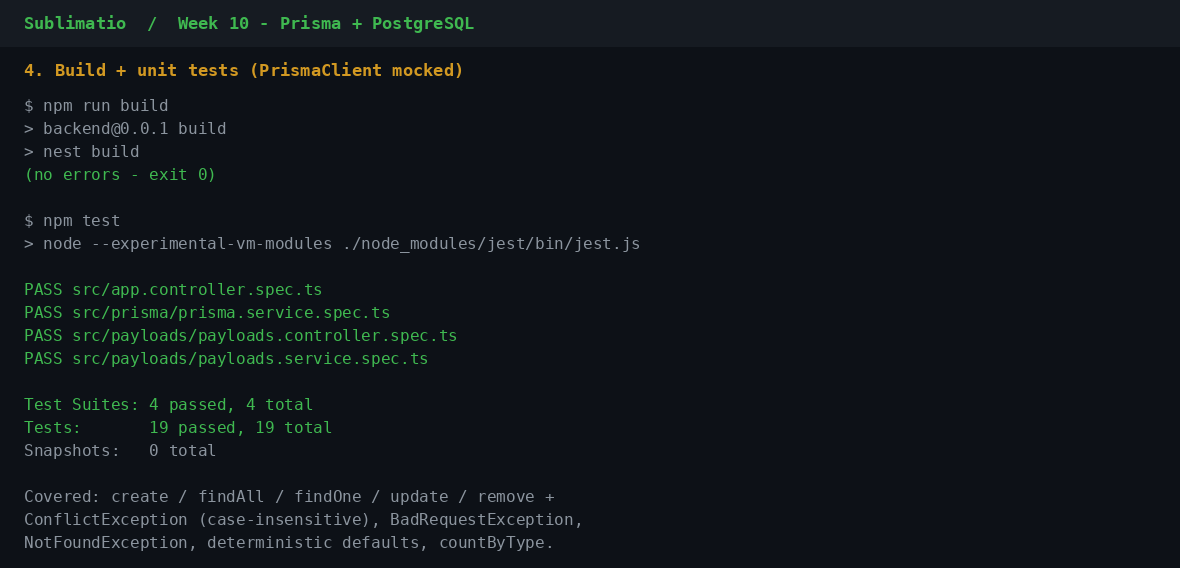 Sublimatio / Week 10 - Prisma + PostgreSQL
4. Build + unit tests (PrismaClient mocked)
$ npm run build
> backend@0.0.1 build
> nest build
(no errors - exit 0)
$ npm test
> node --experimental-vm-modules ./node_modules/jest/bin/jest.js
PASS src/app.controller.spec.ts
PASS src/prisma/prisma.service.spec.ts
PASS src/payloads/payloads.controller.spec.ts
PASS src/payloads/payloads.service.spec.ts
Test Suites: 4 passed, 4 total
Tests:       19 passed, 19 total
Snapshots:   0 total
Covered: create / findAll / findOne / update / remove +
ConflictException (case-insensitive), BadRequestException,
NotFoundException, deterministic defaults, countByType.